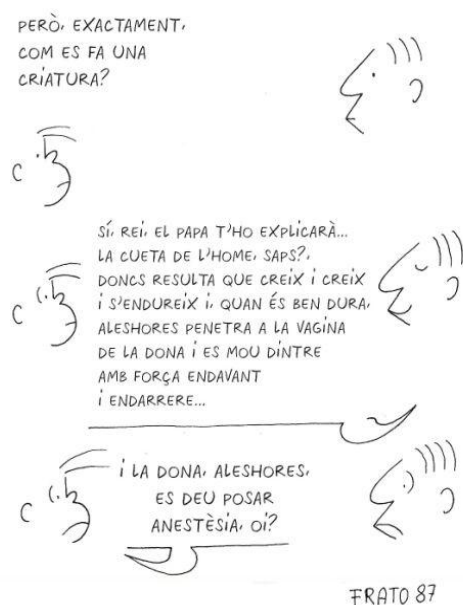 PERÒ, EXACTAMENT,
COM ES FA UNA
CRIATURA?
SÍ, REI, EL PAPA T'HO EXPLICARÀ...
LA CUETA DE L'HOME, SAPS?,
DONCS RESULTA QUE CREIX I CREIX
I S'ENDUREIX I, QUAN ÉS BEN DURA,
ALESHORES PENETRA A LA VAGINA
DE LA DONA I ES MOU DINTRE
AMB FORÇA ENDAVANT
I ENDARRERE...
I LA DONA, ALESHORES,
ES DEU POSAR
ANESTÈSIA, OI?
FRATO 87